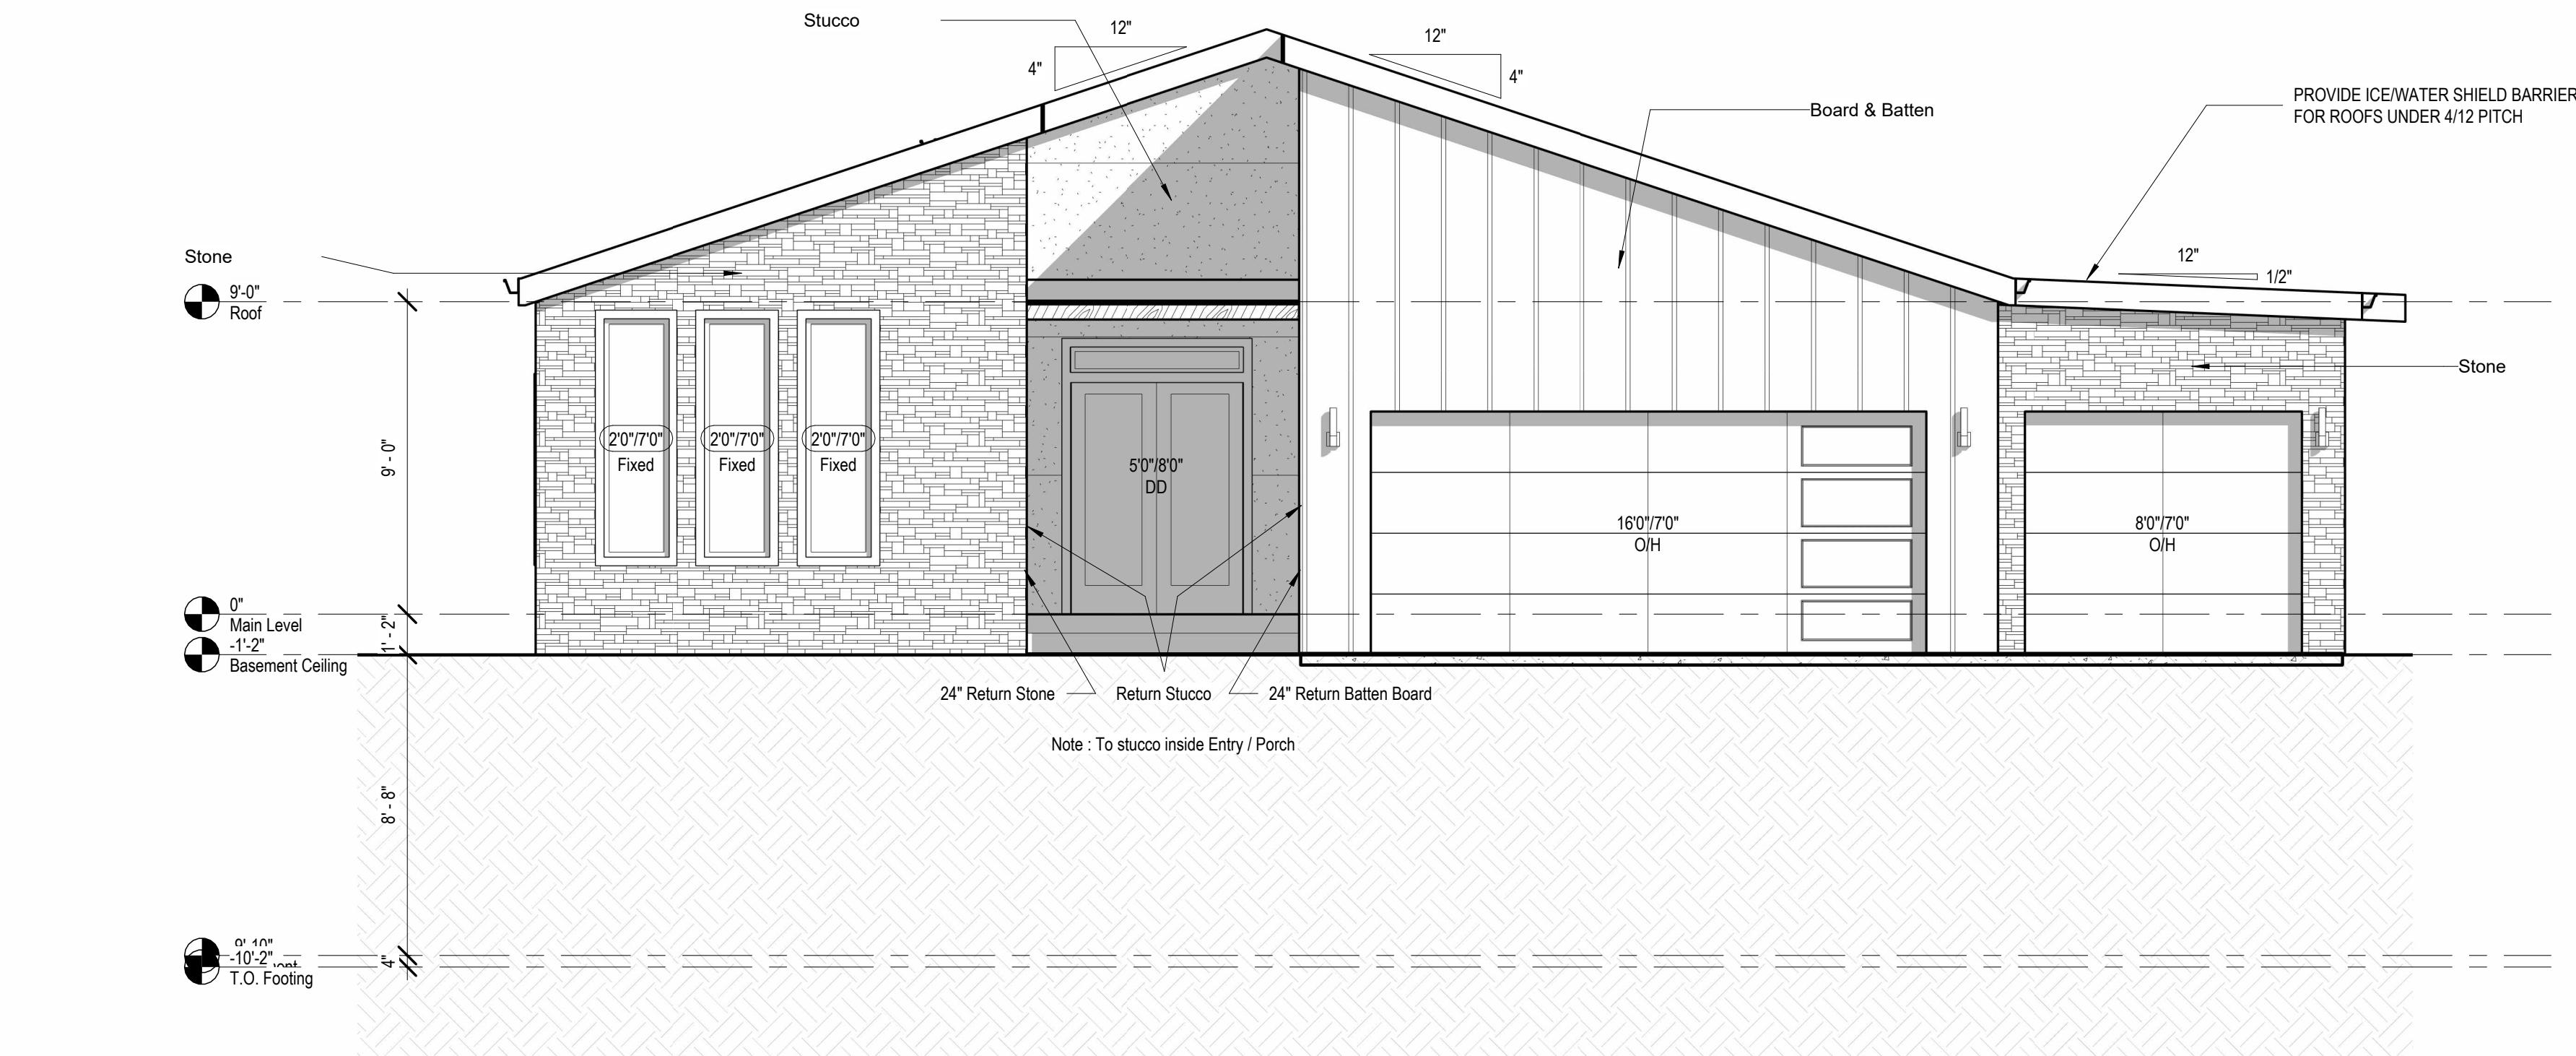 Stucco
12"
4"
12"
4"
Board & Batten
PROVIDE ICE/WATER SHIELD BARRIER
FOR ROOFS UNDER 4/12 PITCH
12"
1/2"
Stone
9'-0"
Roof
Stone
9' - 0"
2'0"/7'0"
Fixed
2'0"/7'0"
Fixed
2'0"/7'0"
Fixed
5'0"/8'0"
DD
16'0"/7'0"
O/H
8'0"/7'0"
O/H
0"
Main Level
1' - 2"
-1'-2"
Basement Ceiling
24" Return Stone
Return Stucco
24" Return Batten Board
Note : To stucco inside Entry / Porch
8' - 8"
4"
-10'-2"
T.O. Footing